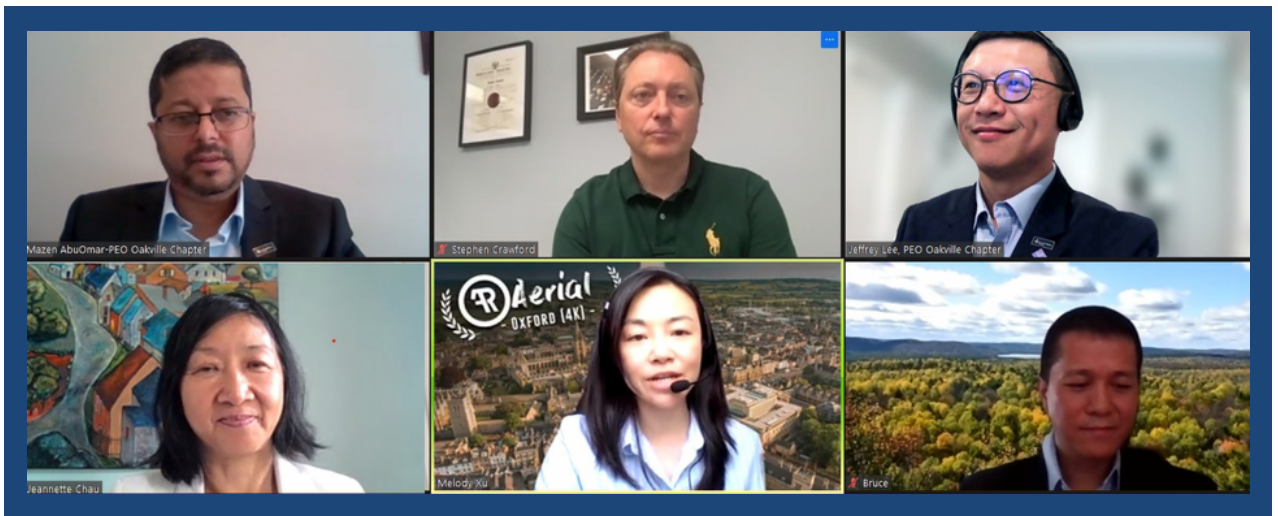 Mazen AbuOmar-PEO Oakville Chapter
Stephen Crawford
Jeffrey Lee, PEO Oakville Chapter
Jeannette Chau
Aerial
- OXFORD (4K) -
Melody Xu
Bruce